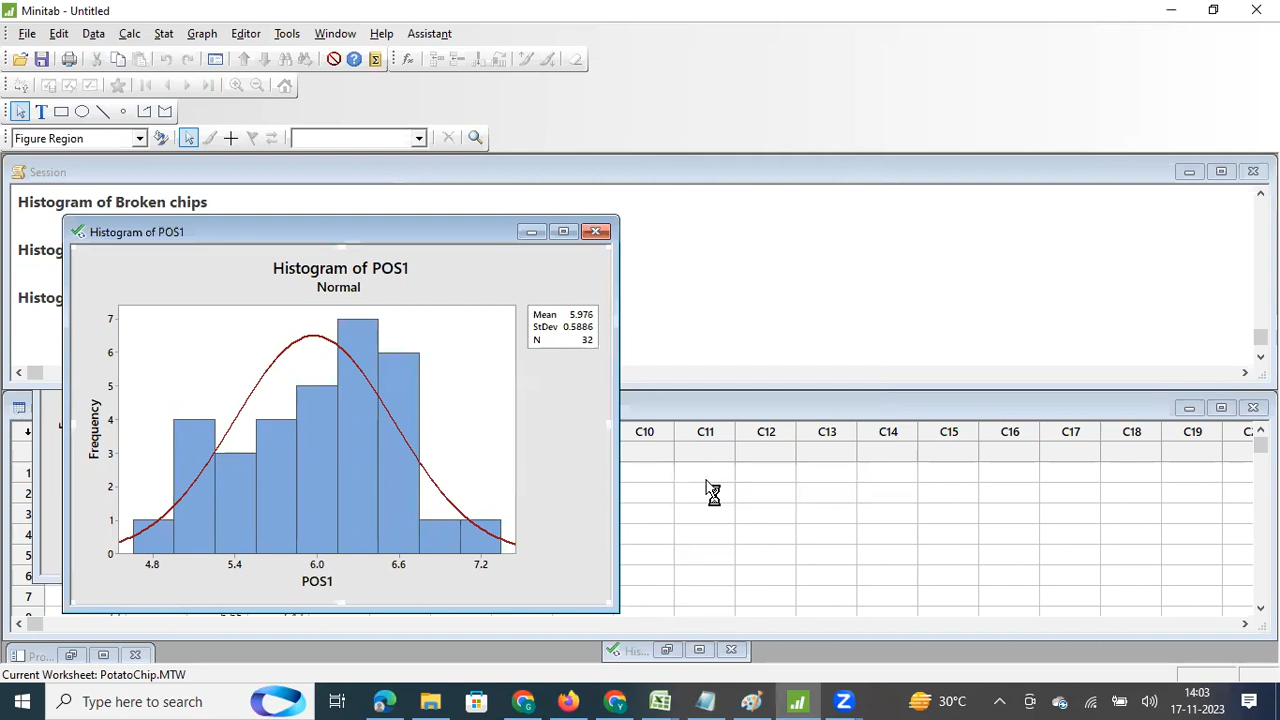 Minitab - Untitled
File Edit Data Calc Stat Graph Editor Tools Window Help Assistant
Figure Region
Session
Histogram of Broken chips
Histog
Histog
Histogram of POS1
Histogram of POS1
Normal
Mean 5.976
StDev 0.5886
N 32
Frequency
7
6
5
4
3
2
1
0
4.8 5.4 6.0 6.6 7.2
POS1
C10 C11 C12 C13 C14 C15 C16 C17 C18 C19
1
2
3
4
5
6
7
Pro...
His...
Current Worksheet: PotatoChip.MTW
Type here to search
30°C
14:03
17-11-2023